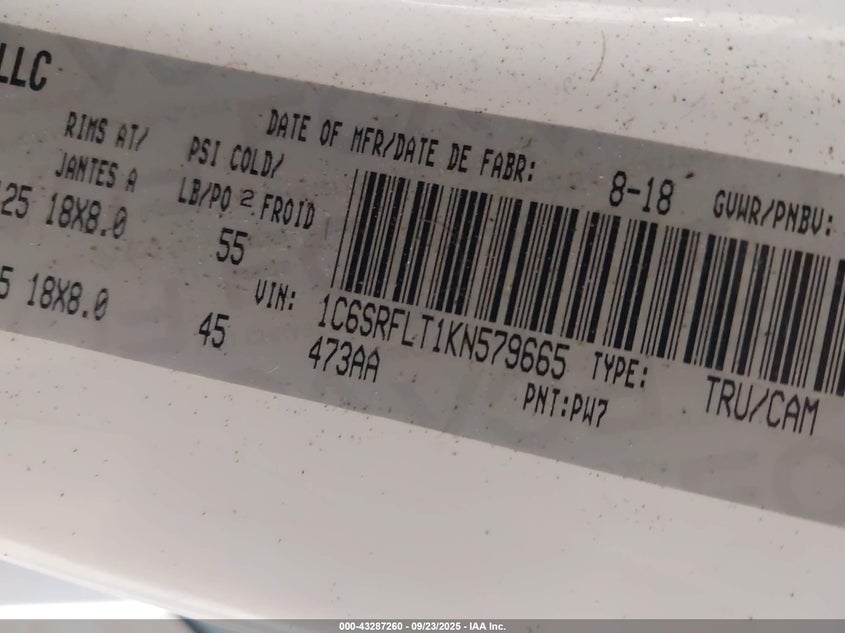 LLC
DATE OF MFR/DATE DE FABR: 8-18 GVWR/PNBV:
RIMS AT/
JANTES A
PSI COLD/
LB/PO 2 FROID
25 18X8.0 55
5 18X8.0 45
VIN: 1C6SRFLT1KN579665 TYPE: TRU/CAM
473AA PNT:PW7
000-43287260 - 09/23/2025 - IAA Inc.